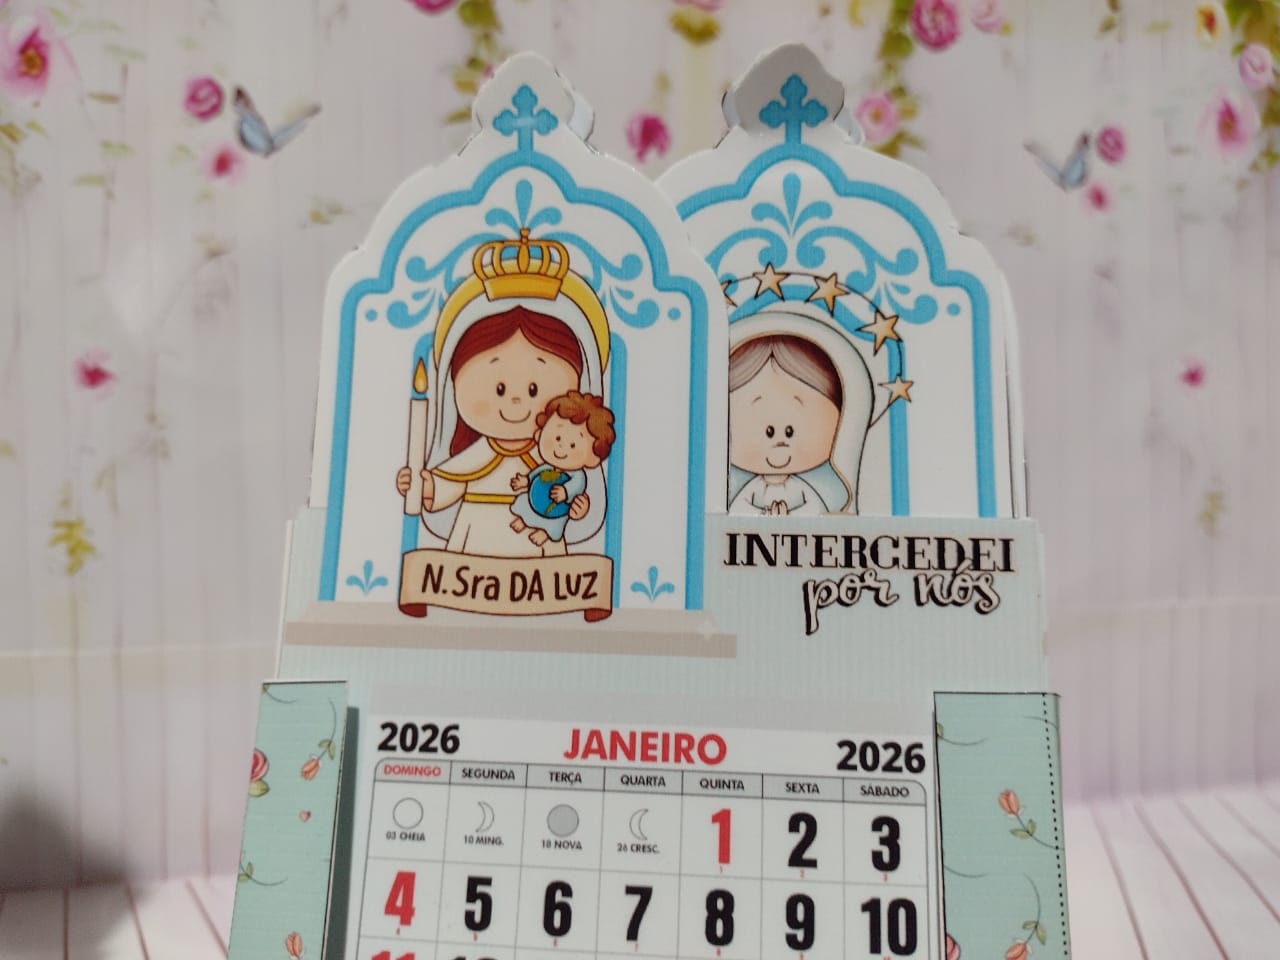 N.Sra DA LUZ
INTERCEDEI
por nós
2026 JANEIRO 2026
DOMINGO SEGUNDA TERÇA QUARTA QUINTA SEXTA SÁBADO
03 CHEIA 10 MING. 18 NOVA 26 CRESC. 1 2 3
4 5 6 7 8 9 10
11